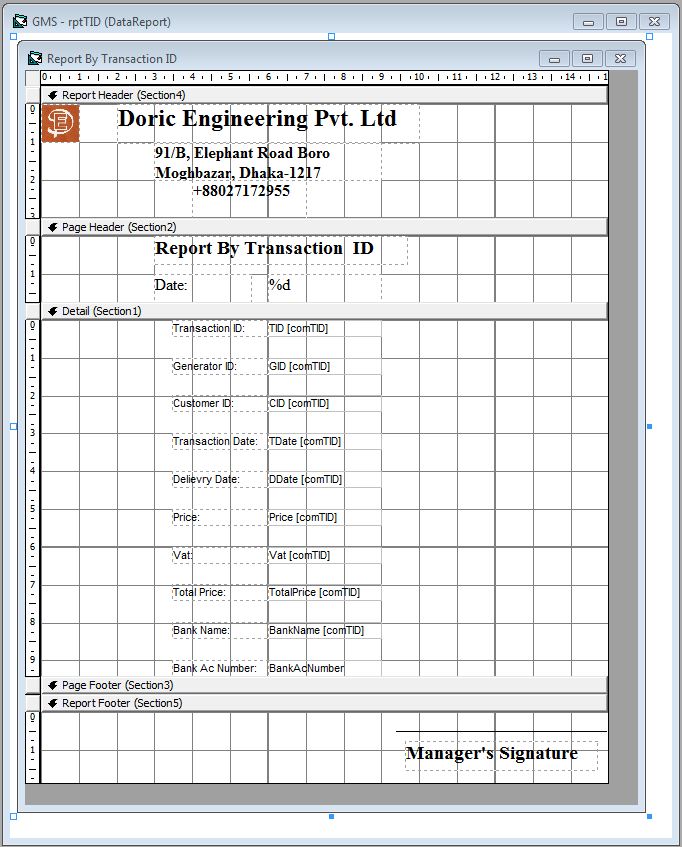 GMS - rptTID (DataReport)
Report By Transaction ID
0 1 2 3 4 5 6 7 8 9 10 11 12 13 14 1
Report Header (Section4)
0
E
Doric Engineering Pvt. Ltd
1
91/B, Elephant Road Boro
Moghbazar, Dhaka-1217
2
+88027172955
3
Page Header (Section2)
0
Report By Transaction ID
1
Date: %d
Detail (Section1)
0
Transaction ID: TID [comTID]
1
Generator ID: GID [comTID]
2
Customer ID: CID [comTID]
3
Transaction Date: TDate [comTID]
4
Delievry Date: DDate [comTID]
5
Price: Price [comTID]
6
Vat: Vat [comTID]
7
Total Price: TotalPrice [comTID]
8
Bank Name: BankName [comTID]
9
Bank Ac Number: BankAcNumber
Page Footer (Section3)
Report Footer (Section5)
0
1
Manager's Signature